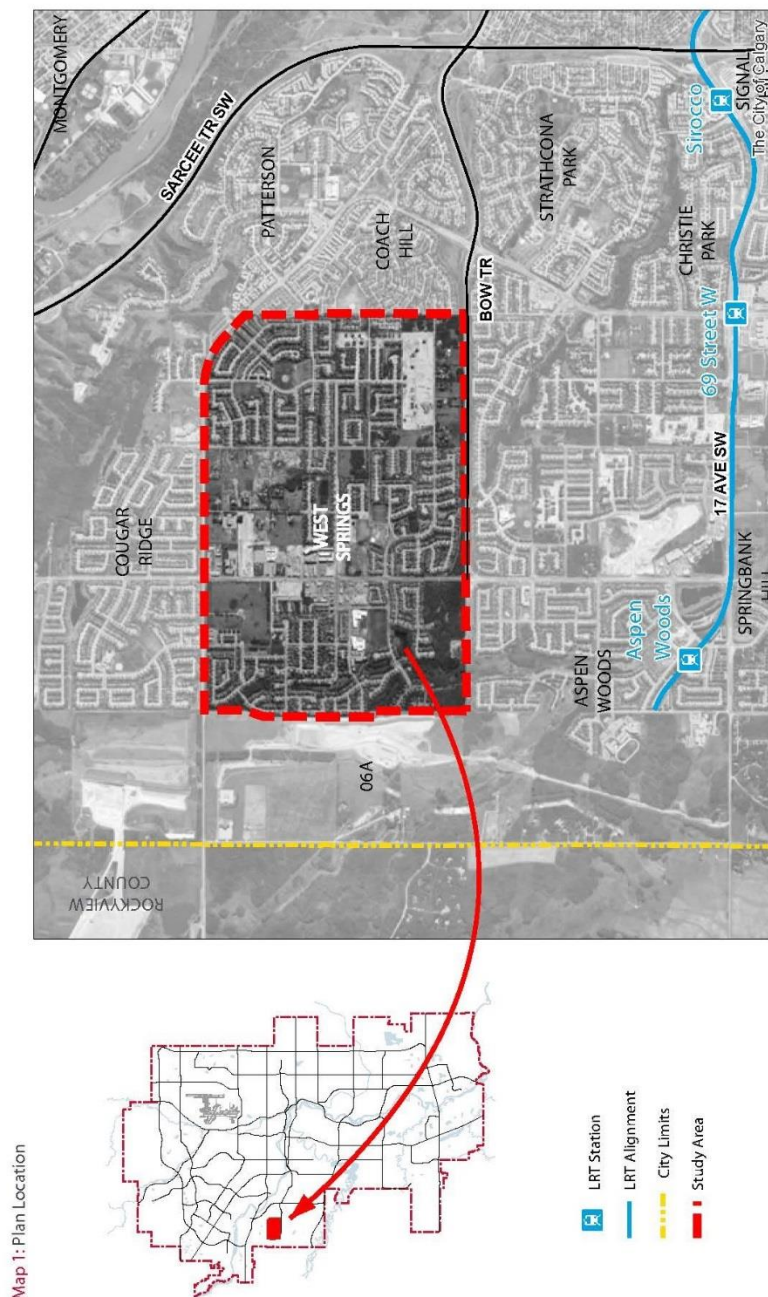 Map 1: Plan Location
MONTGOMERY
SARCEE TR SW
PATTERSON
COACH
HILL
COUGAR
RIDGE
WEST
SPRINGS
BOW TR
STRATHCONA
PARK
CHRISTIE
PARK
69 Street W
Sirocco
SIGNAL
The City of Calgary
17 AVE SW
Aspen
Woods
SPRINGBANK
ASPEN
WOODS
06A
ROCKYVIEW
COUNTY
LRT Station
LRT Alignment
City Limits
Study Area